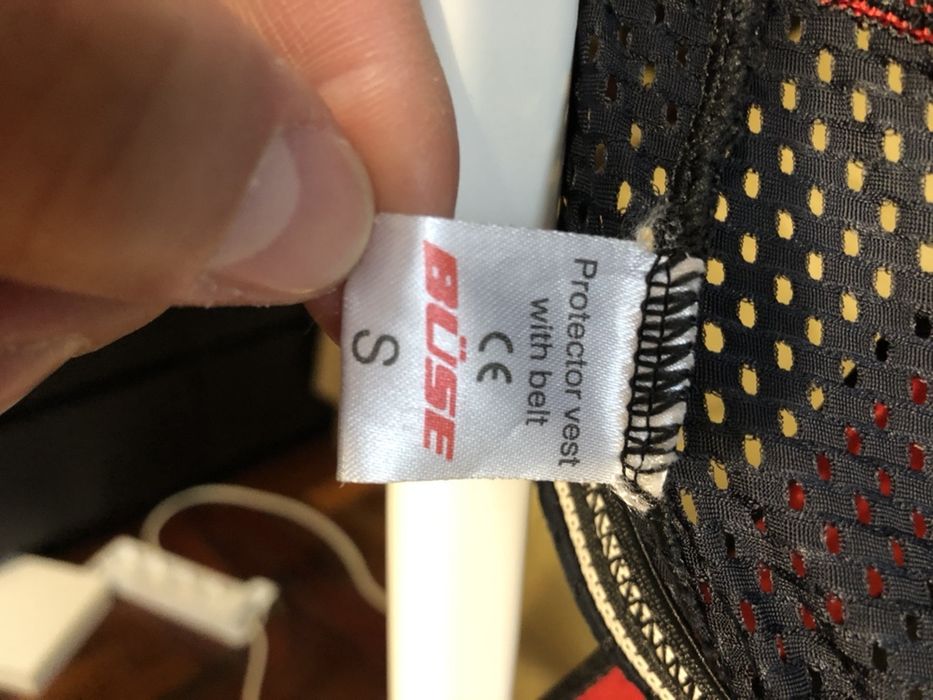 Protector vest
with belt
CE
BÜSE
S